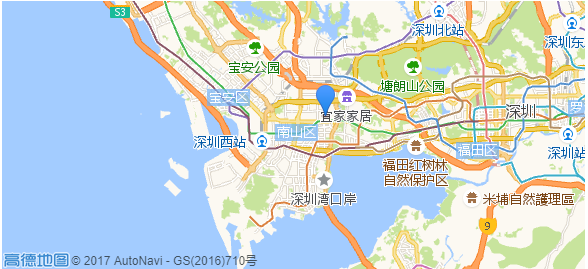 S3
深圳北站
深圳东
宝安公园
塘朗山公园
宝安区
宜家家居
深圳
罗
南山区
深圳西站
福田区
深圳站
福田红树林
自然保护区
深圳湾口岸
米埔自然護理區
9
高德地图 © 2017 AutoNavi - GS(2016)710号